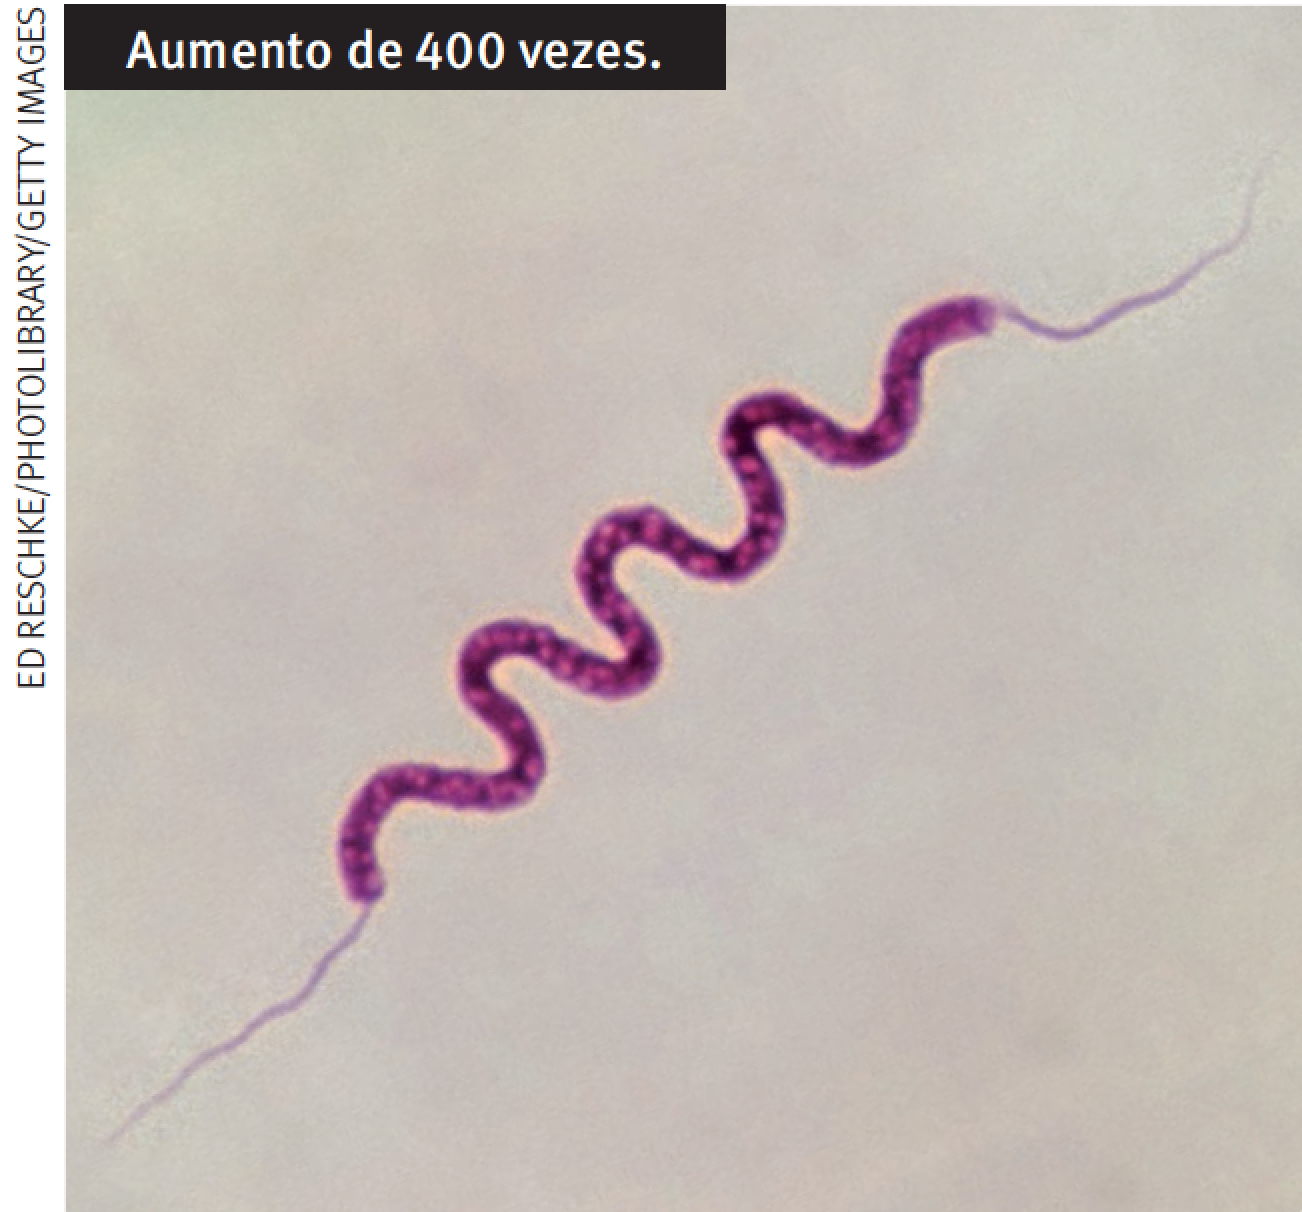 Aumento de 400 vezes.
ED RESCHKE/PHOTOLIBRARY/GETTY IMAGES